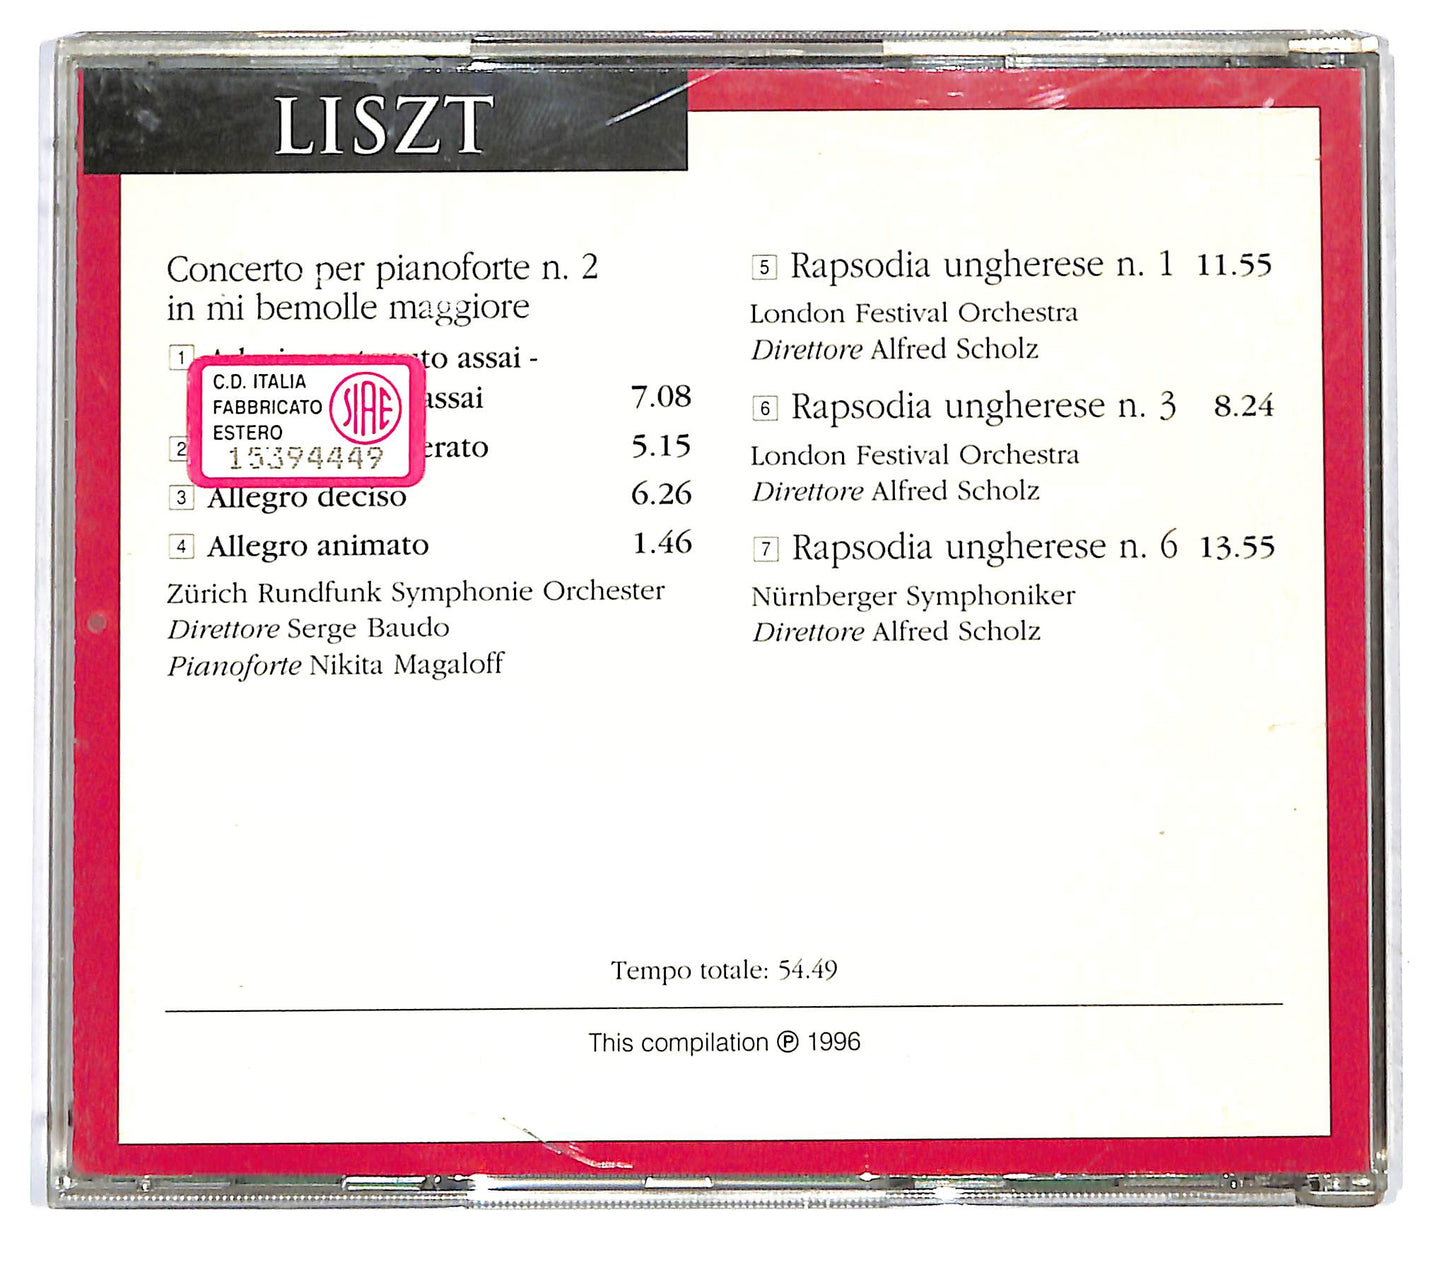 LISZT
Concerto per pianoforte n. 2
in mi bemolle maggiore
1 assai -
assai 7.08
2 5.15
3 Allegro deciso 6.26
4 Allegro animato 1.46
Zürich Rundfunk Symphonie Orchester
Direttore Serge Baudo
Pianoforte Nikita Magaloff
C.D. ITALIA
FABBRICATO
ESTERO
SIAE
15394449
5 Rapsodia ungherese n. 1 11.55
London Festival Orchestra
Direttore Alfred Scholz
6 Rapsodia ungherese n. 3 8.24
London Festival Orchestra
Direttore Alfred Scholz
7 Rapsodia ungherese n. 6 13.55
Nürnberger Symphoniker
Direttore Alfred Scholz
Tempo totale: 54.49
This compilation ℗ 1996